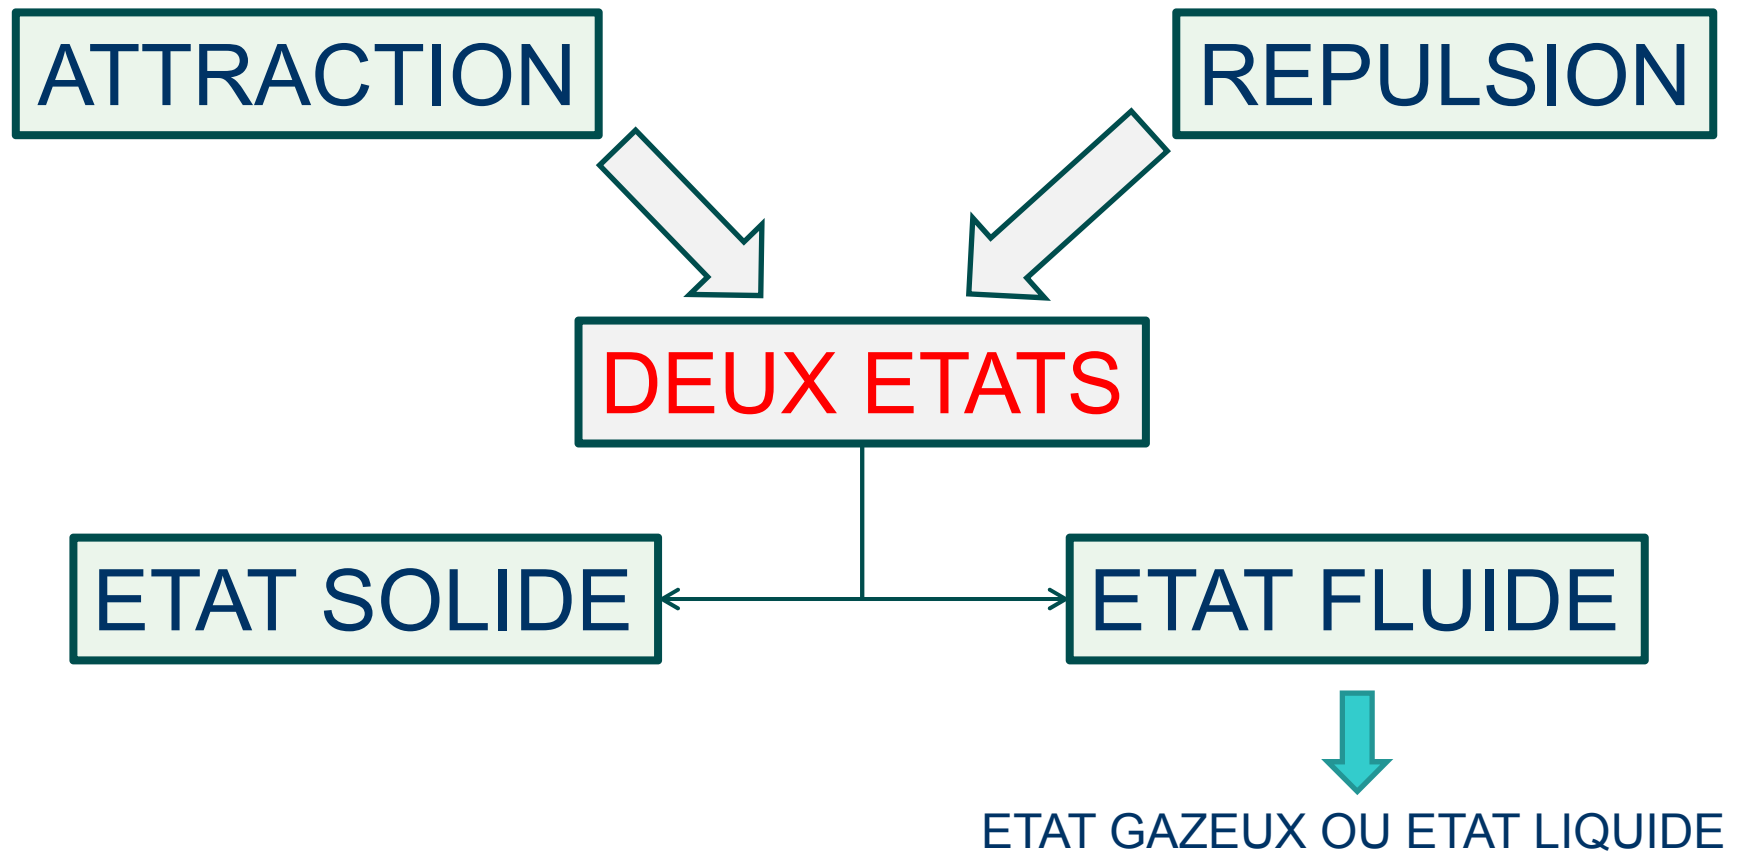 ATTRACTION
REPULSION
DEUX ETATS
ETAT SOLIDE
ETAT FLUIDE
ETAT GAZEUX OU ETAT LIQUIDE